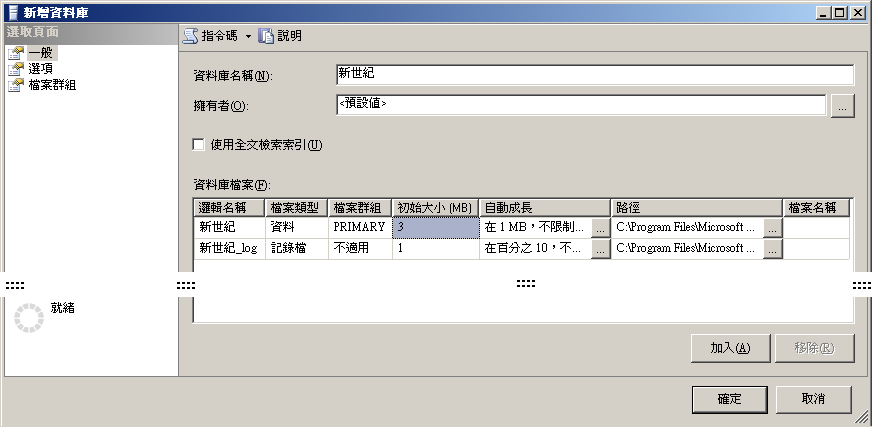 新增資料庫
選取頁面
一般
選項
檔案群組
指令碼 說明
資料庫名稱(N): 新世紀
擁有者(O): <預設值> ...
使用全文檢索索引(U)
資料庫檔案(F):
邏輯名稱 檔案類型 檔案群組 初始大小 (MB) 自動成長 路徑 檔案名稱
新世紀 資料 PRIMARY 3 在 1 MB，不限制... ... C:\Program Files\Microsoft ... ...
新世紀_log 記錄檔 不適用 1 在百分之 10，不... ... C:\Program Files\Microsoft ... ...
就緒
加入(A) 移除(R)
確定 取消